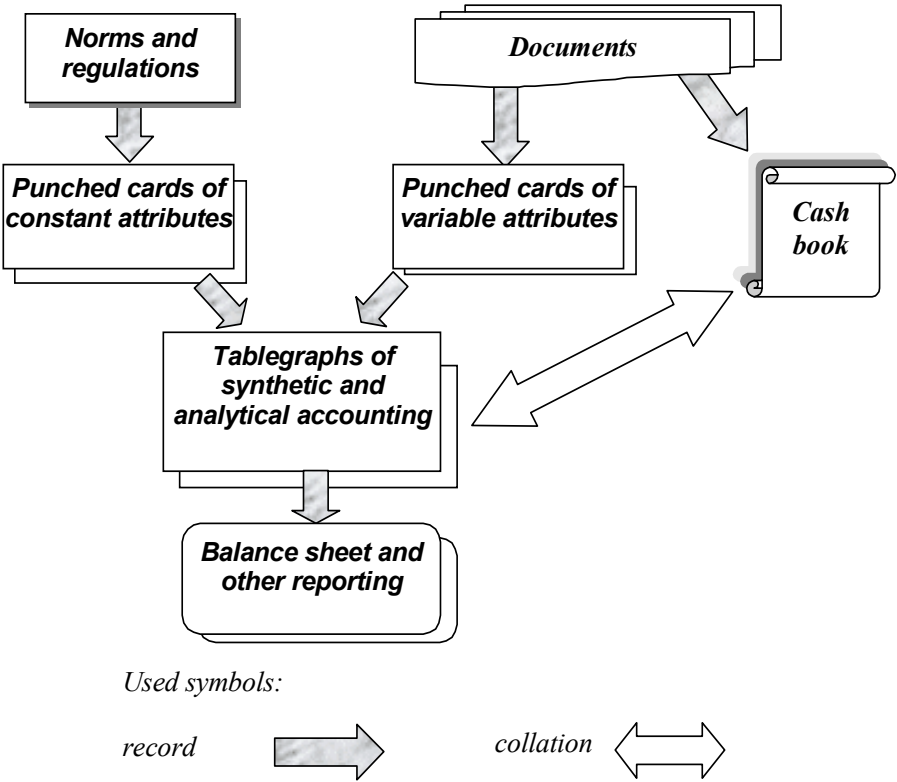 Norms and
regulations
Documents
Punched cards of
constant attributes
Punched cards of
variable attributes
Cash
book
Tablegraphs of
synthetic and
analytical accounting
Balance sheet and
other reporting
Used symbols:
record
collation